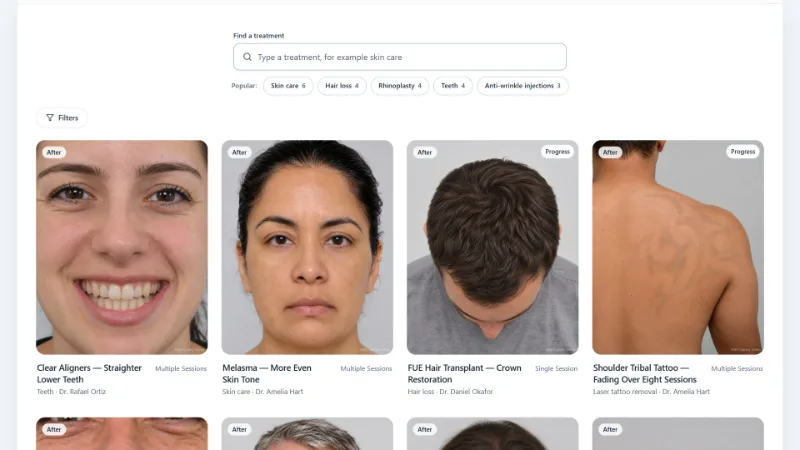 Find a treatment
Type a treatment, for example skin care
Popular: Skin care 6 Hair loss 4 Rhinoplasty 4 Teeth 4 Anti-wrinkle injections 3
Filters
After After After Progress After Progress
Clear Aligners — Straighter Lower Teeth Multiple Sessions
Teeth · Dr. Rafael Ortiz
Melasma — More Even Skin Tone Multiple Sessions
Skin care · Dr. Amelia Hart
FUE Hair Transplant — Crown Restoration Single Session
Hair loss · Dr. Daniel Okafor
Shoulder Tribal Tattoo — Fading Over Eight Sessions Multiple Sessions
Laser tattoo removal · Dr. Amelia Hart
After After After After